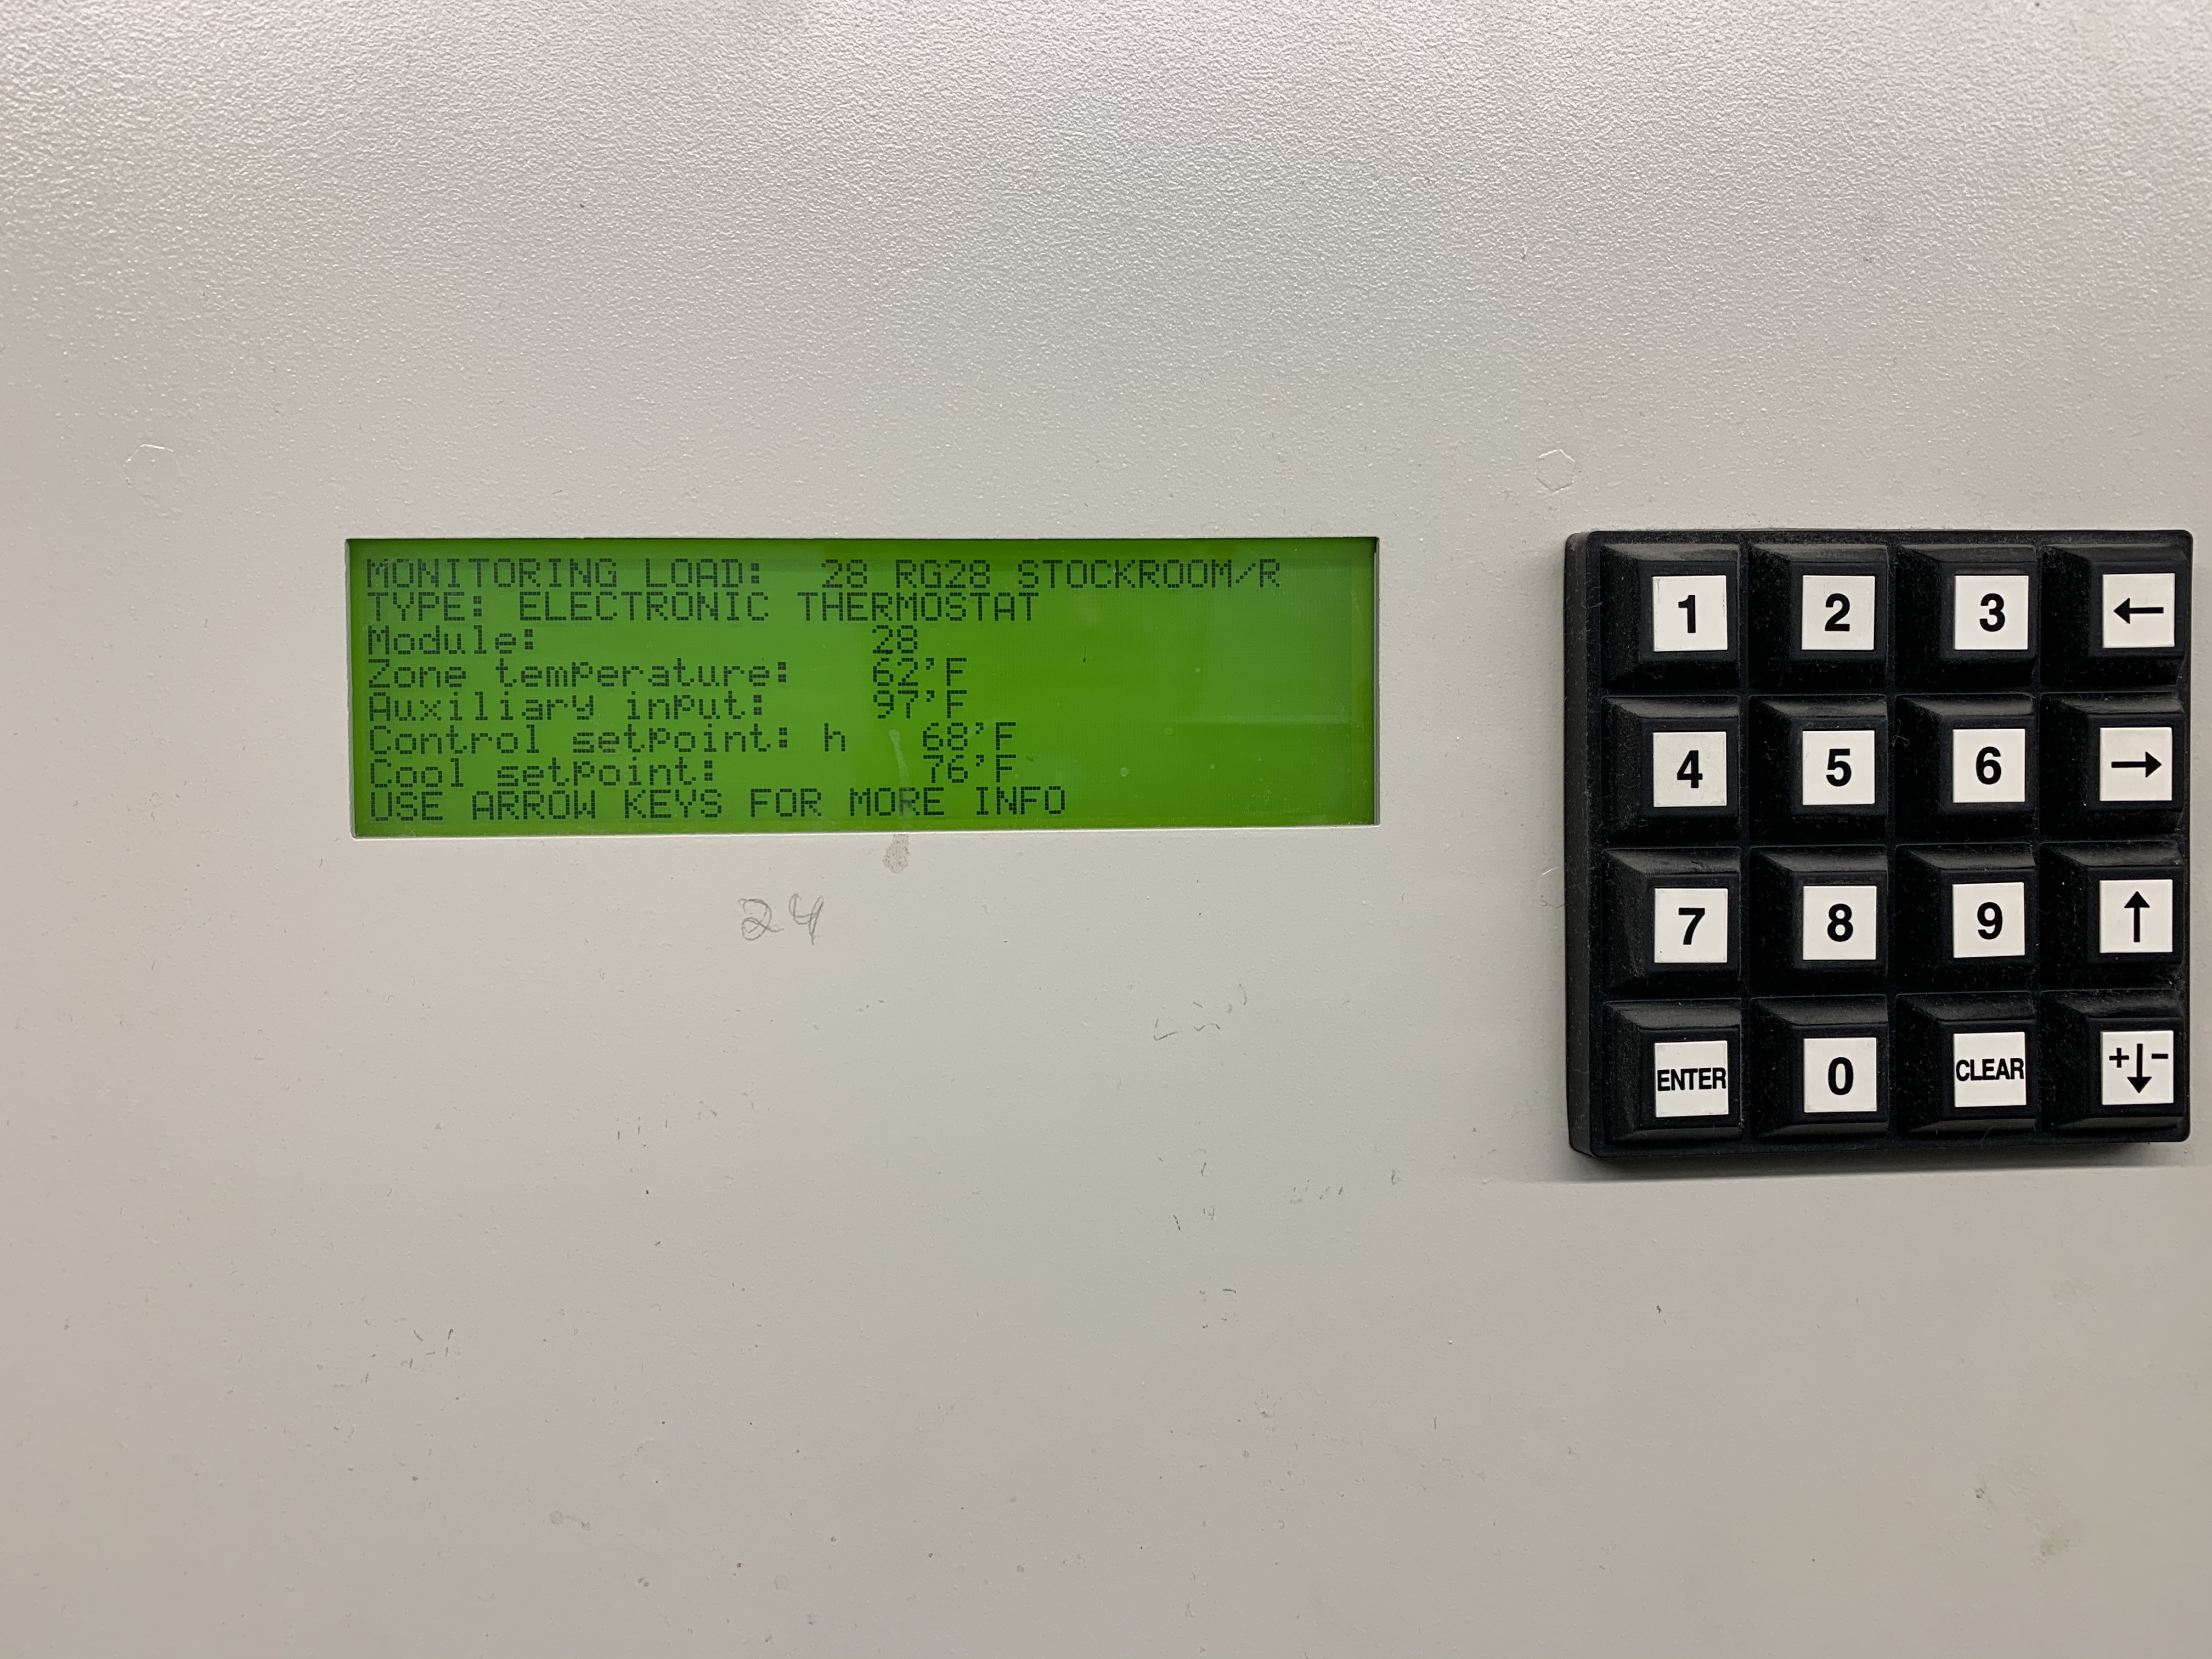 MONITORING LOAD: 28 RG28 STOCKROOM/R
TYPE: ELECTRONIC THERMOSTAT
Module: 28
Zone temperature: 62'F
Auxiliary input: 97'F
Control setpoint: h 68'F
Cool setpoint: 76'F
USE ARROW KEYS FOR MORE INFO
24
1 2 3 ←
4 5 6 →
7 8 9 ↑
ENTER 0 CLEAR +↓-